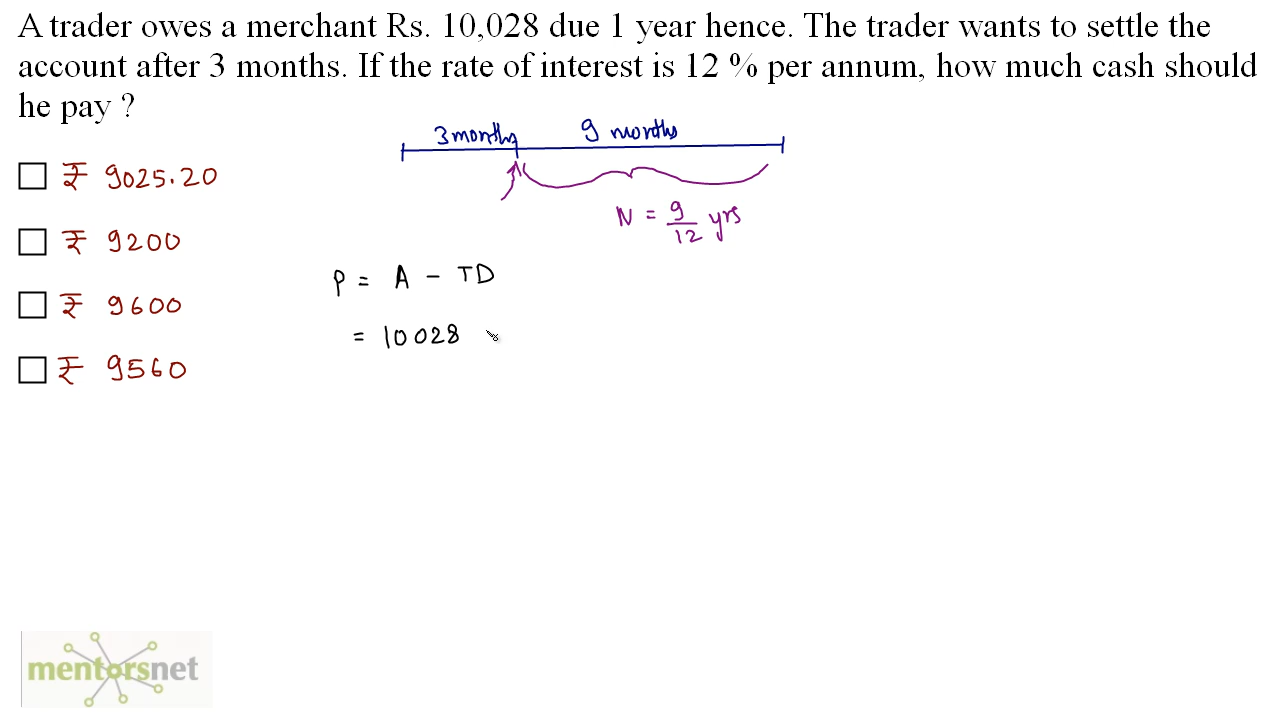 A trader owes a merchant Rs. 10,028 due 1 year hence. The trader wants to settle the
account after 3 months. If the rate of interest is 12 % per annum, how much cash should
he pay ?
3 months 9 months
₹ 9025.20
N = 9/12 yrs
₹ 9200
P = A - TD
₹ 9600
= 10028
₹ 9560
mentorsnet